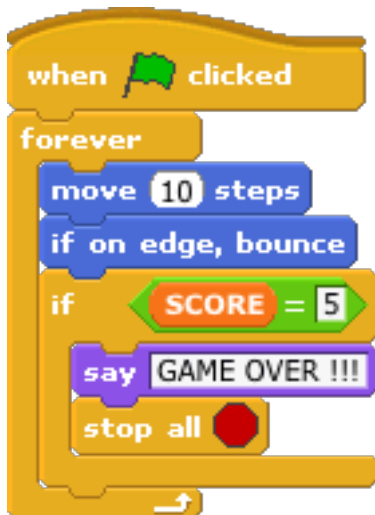 when clicked
forever
move 10 steps
if on edge, bounce
if SCORE = 5
say GAME OVER !!!
stop all